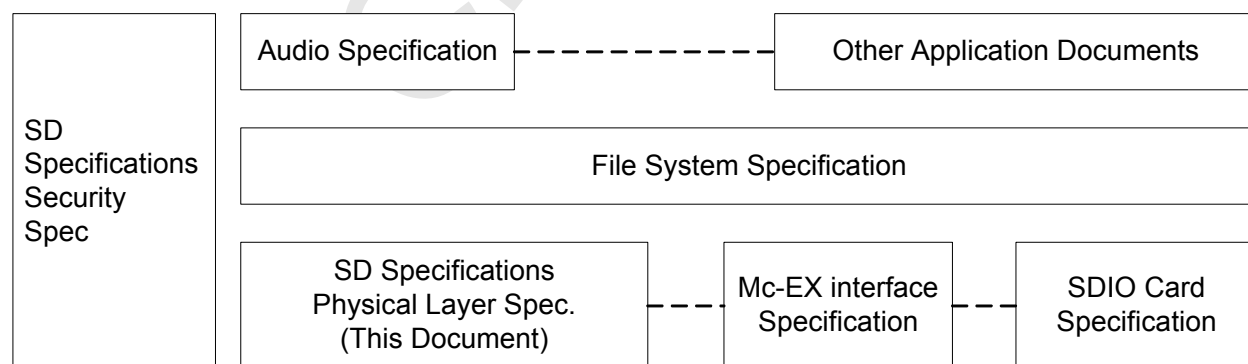 SD
Specifications
Security
Spec
Audio Specification
Other Application Documents
File System Specification
SD Specifications
Physical Layer Spec.
(This Document)
Mc-EX interface
Specification
SDIO Card
Specification